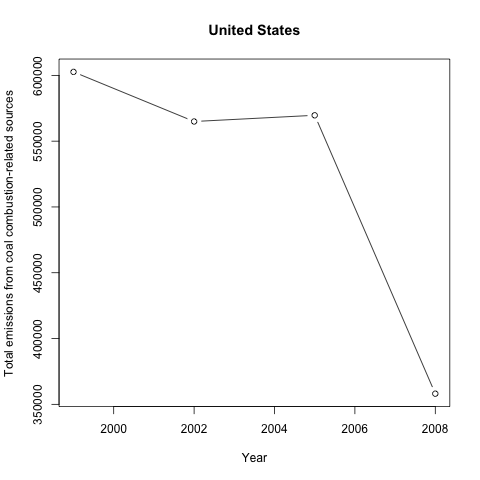 United States
Total emissions from coal combustion-related sources
600000
550000
500000
450000
400000
350000
2000 2002 2004 2006 2008
Year